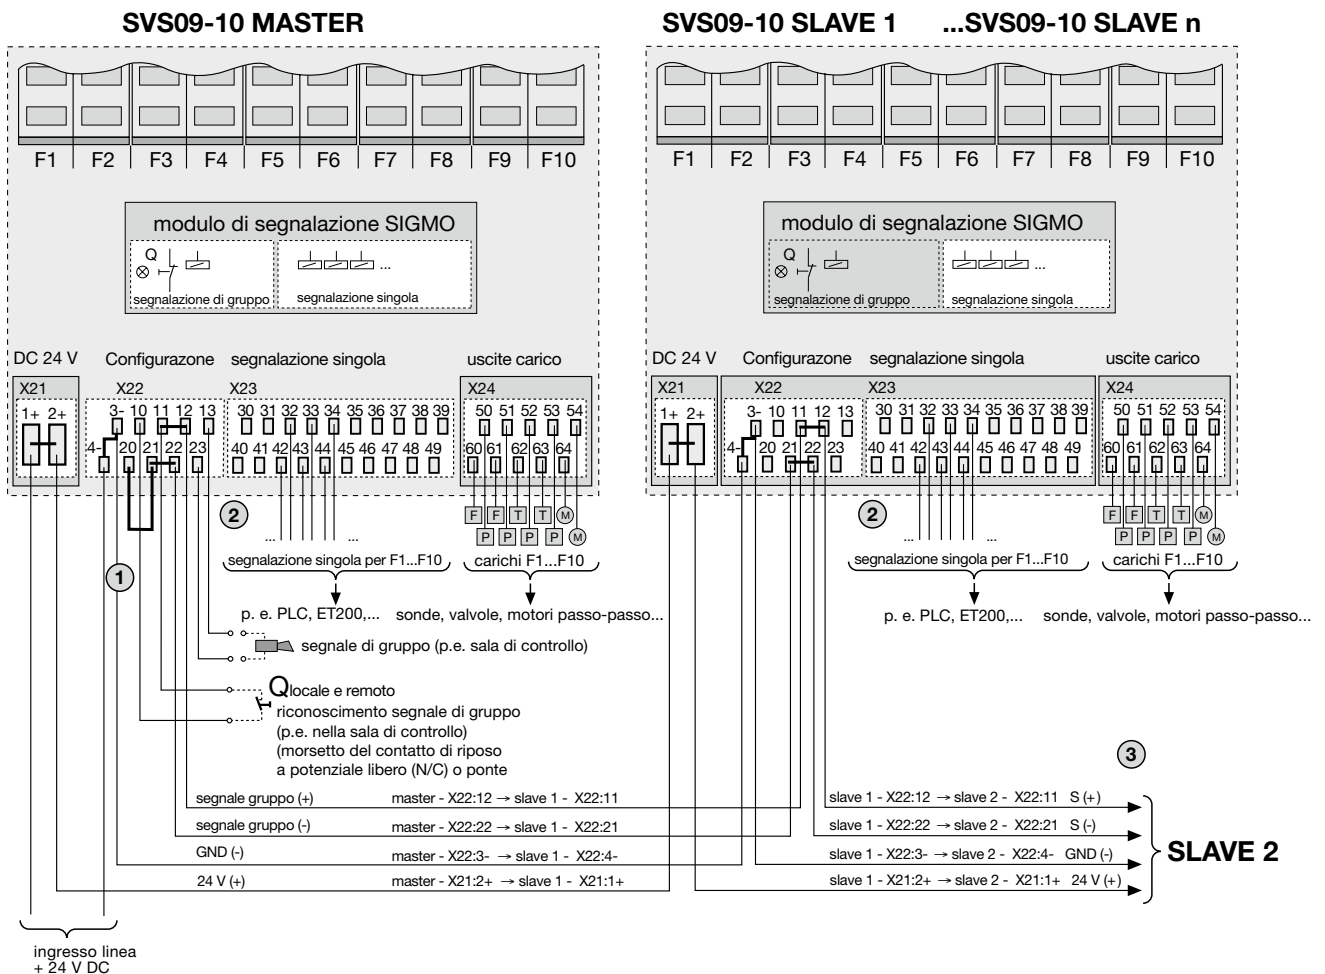 SVS09-10 MASTER
SVS09-10 SLAVE 1 ...SVS09-10 SLAVE n
F1 F2 F3 F4 F5 F6 F7 F8 F9 F10
F1 F2 F3 F4 F5 F6 F7 F8 F9 F10
modulo di segnalazione SIGMO
Q
...
segnalazione di gruppo
segnalazione singola
modulo di segnalazione SIGMO
Q
...
segnalazione di gruppo
segnalazione singola
DC 24 V Configurazone segnalazione singola uscite carico
X21 X22 X23 X24
1+ 2+ 3- 10 11 12 13 30 31 32 33 34 35 36 37 38 39 50 51 52 53 54
4- 20 21 22 23 40 41 42 43 44 45 46 47 48 49 60 61 62 63 64
DC 24 V Configurazone segnalazione singola uscite carico
X21 X22 X23 X24
1+ 2+ 3- 10 11 12 13 30 31 32 33 34 35 36 37 38 39 50 51 52 53 54
4- 20 21 22 23 40 41 42 43 44 45 46 47 48 49 60 61 62 63 64
2
F F T T M
P P P P M
... ...
segnalazione singola per F1...F10
carichi F1...F10
1
p. e. PLC, ET200,...
sonde, valvole, motori passo-passo...
2
F F T T M
P P P P M
... ...
segnalazione singola per F1...F10
carichi F1...F10
p. e. PLC, ET200,...
sonde, valvole, motori passo-passo...
segnale di gruppo (p.e. sala di controllo)
Q locale e remoto
riconoscimento segnale di gruppo
(p.e. nella sala di controllo)
(morsetto del contatto di riposo
a potenziale libero (N/C) o ponte
3
segnale gruppo (+) master - X22:12 → slave 1 - X22:11
segnale gruppo (-) master - X22:22 → slave 1 - X22:21
GND (-) master - X22:3- → slave 1 - X22:4-
24 V (+) master - X21:2+ → slave 1 - X21:1+
slave 1 - X22:12 → slave 2 - X22:11 S (+)
slave 1 - X22:22 → slave 2 - X22:21 S (-)
slave 1 - X22:3- → slave 2 - X22:4- GND (-)
slave 1 - X21:2+ → slave 2 - X21:1+ 24 V (+)
SLAVE 2
ingresso linea
+ 24 V DC